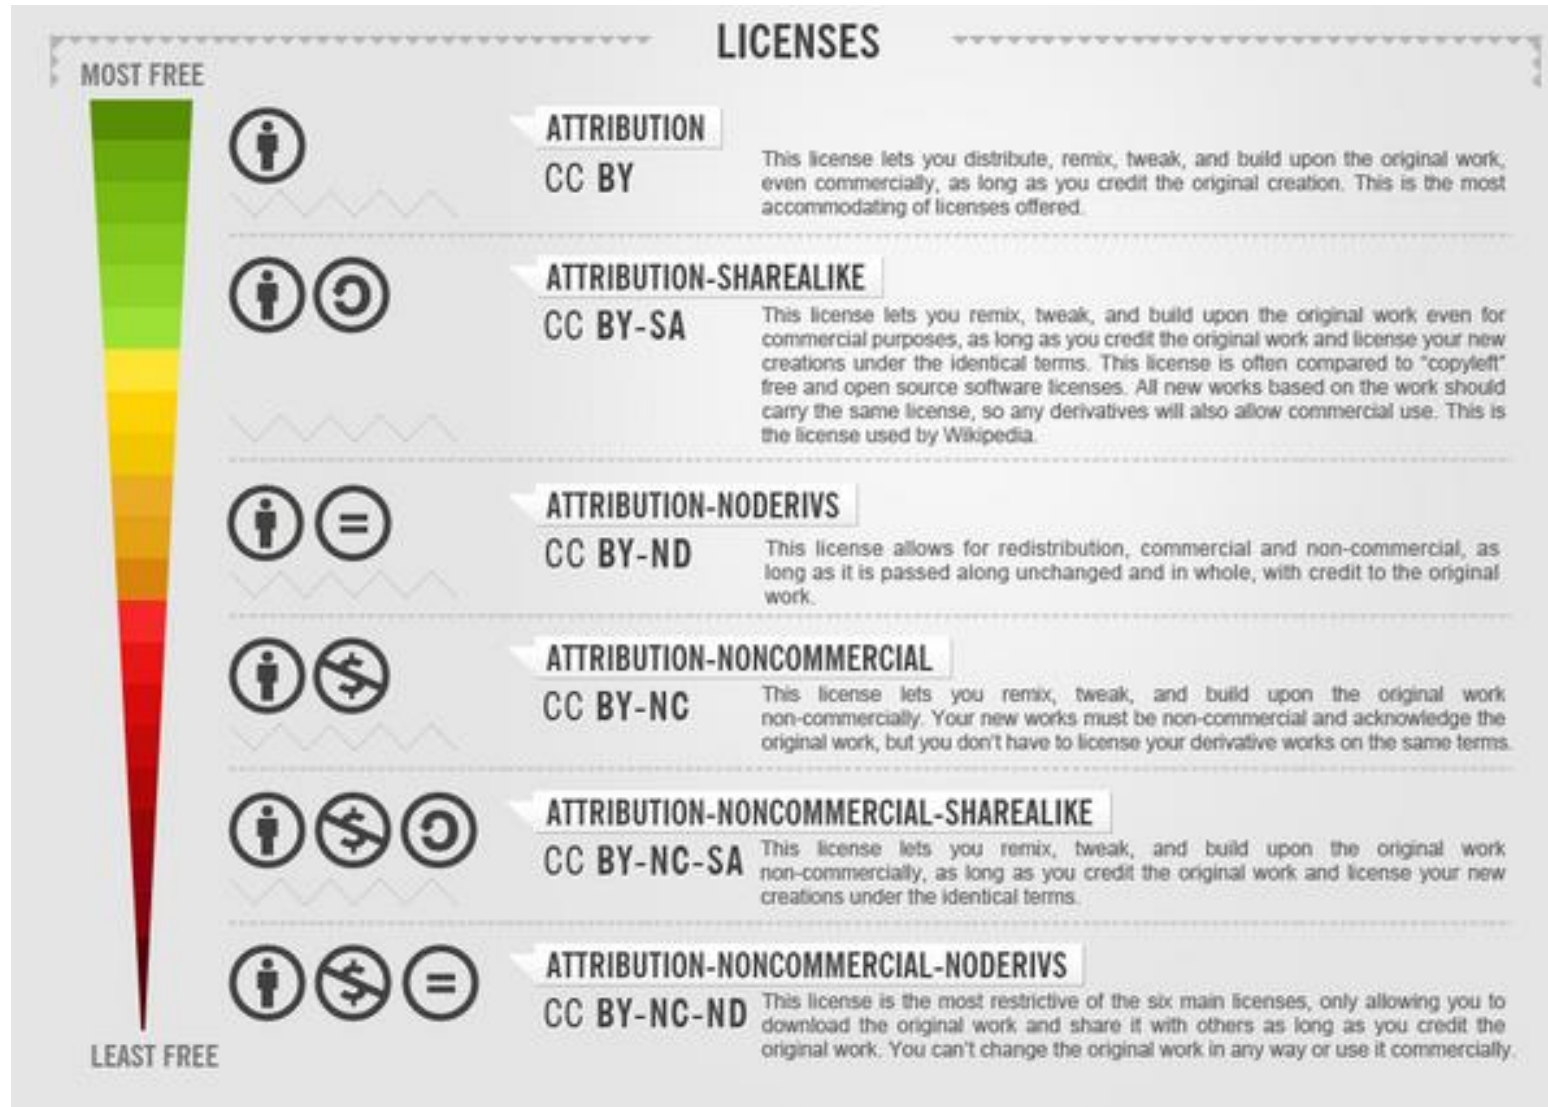 LICENSES
MOST FREE
ATTRIBUTION
CC BY
This license lets you distribute, remix, tweak, and build upon the original work,
even commercially, as long as you credit the original creation. This is the most
accommodating of licenses offered.
ATTRIBUTION-SHAREALIKE
CC BY-SA
This license lets you remix, tweak, and build upon the original work even for
commercial purposes, as long as you credit the original work and license your new
creations under the identical terms. This license is often compared to “copyleft”
free and open source software licenses. All new works based on the work should
carry the same license, so any derivatives will also allow commercial use. This is
the license used by Wikipedia.
ATTRIBUTION-NODERIVS
CC BY-ND
This license allows for redistribution, commercial and non-commercial, as
long as it is passed along unchanged and in whole, with credit to the original
work.
ATTRIBUTION-NONCOMMERCIAL
CC BY-NC
This license lets you remix, tweak, and build upon the original work
non-commercially. Your new works must be non-commercial and acknowledge the
original work, but you don't have to license your derivative works on the same terms.
ATTRIBUTION-NONCOMMERCIAL-SHAREALIKE
CC BY-NC-SA
This license lets you remix, tweak, and build upon the original work
non-commercially, as long as you credit the original work and license your new
creations under the identical terms.
ATTRIBUTION-NONCOMMERCIAL-NODERIVS
CC BY-NC-ND
This license is the most restrictive of the six main licenses, only allowing you to
download the original work and share it with others as long as you credit the
original work. You can't change the original work in any way or use it commercially.
LEAST FREE